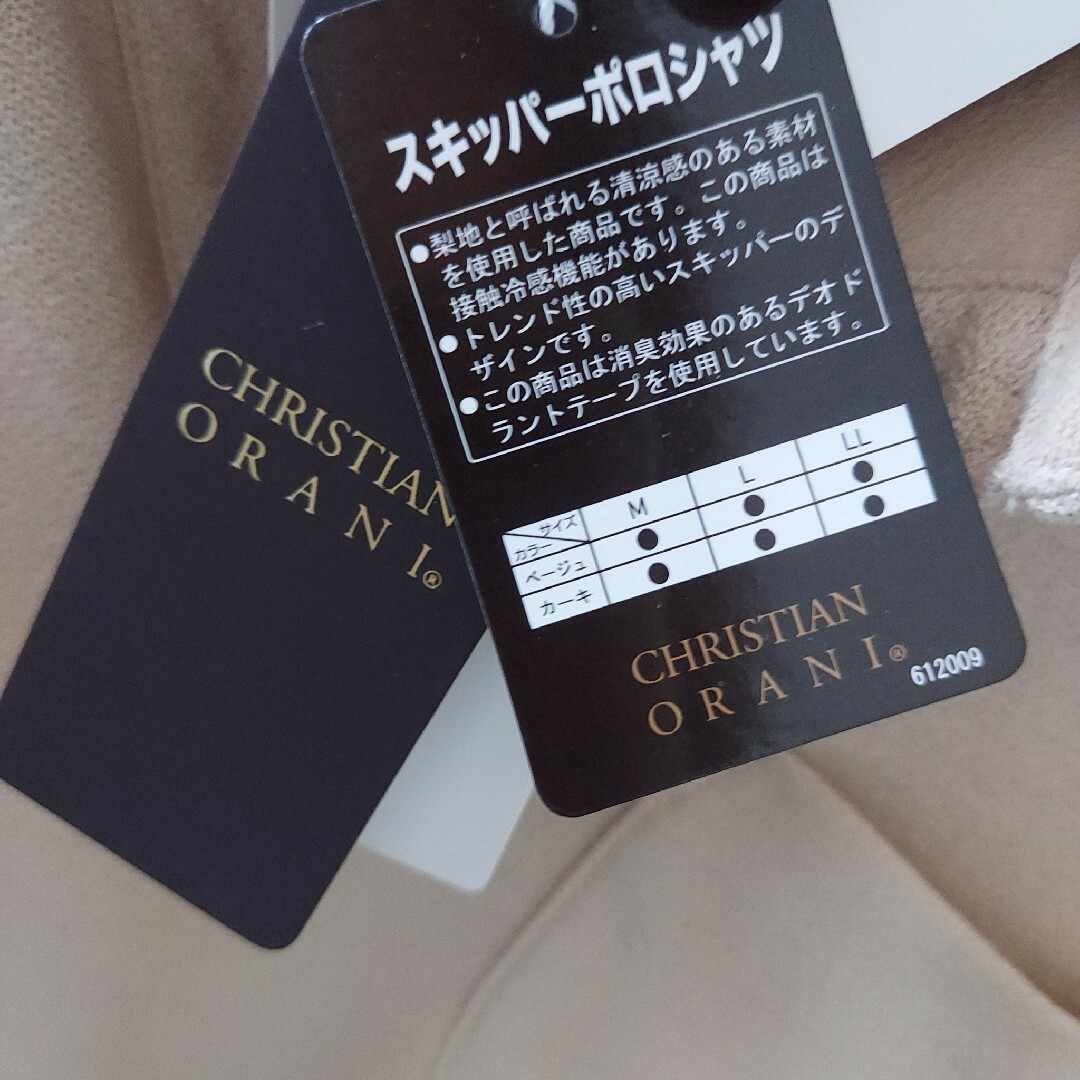 スキッパーポロシャツ
●梨地と呼ばれる清涼感のある素材
を使用した商品です。この商品は
接触冷感機能があります。
●トレンド性の高いスキッパーのデ
ザインです。
●この商品は消臭効果のあるデオド
ラントテープを使用しています。
サイズ M L LL
カラー
ベージュ ● ● ●
カーキ ● ● ●
CHRISTIAN
ORANI®
612009
CHRISTIAN
ORANI®